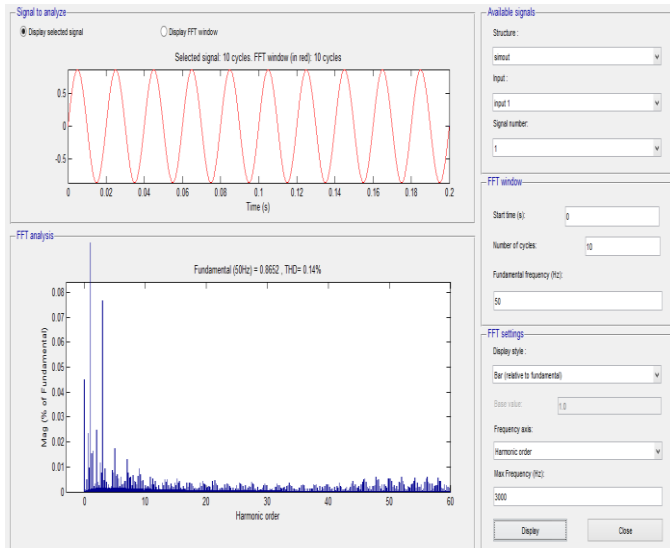 Signal to analyze
Display selected signal
Display FFT window
Selected signal: 10 cycles. FFT window (in red): 10 cycles
0.5
0
-0.5
0 0.02 0.04 0.06 0.08 0.1 0.12 0.14 0.16 0.18 0.2
Time (s)
FFT analysis
Fundamental (50Hz) = 0.8652 , THD= 0.14%
0.08
0.07
0.06
0.05
0.04
0.03
0.02
0.01
0
0 10 20 30 40 50 60
Harmonic order
Mag (% of Fundamental)
Available signals
Structure :
simout
Input :
input 1
Signal number:
1
FFT window
Start time (s):
0
Number of cycles:
10
Fundamental frequency (Hz):
50
FFT settings
Display style :
Bar (relative to fundamental)
Base value:
1.0
Frequency axis:
Harmonic order
Max Frequency (Hz):
3000
Display
Close